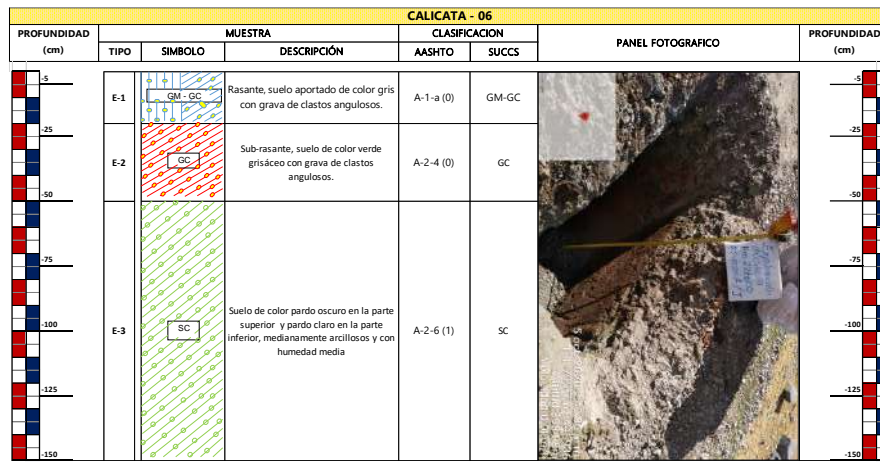 CALICATA - 06
PROFUNDIDAD
(cm)
MUESTRA
CLASIFICACION
PANEL FOTOGRAFICO
PROFUNDIDAD
(cm)
TIPO
SIMBOLO
DESCRIPCIÓN
AASHTO
SUCCS
-5
-25
-50
-75
-100
-125
-150
E-1
GM - GC
Rasante, suelo aportado de color gris
con grava de clastos angulosos.
A-1-a (0)
GM-GC
E-2
GC
Sub-rasante, suelo de color verde
grisáceo con grava de clastos
angulosos.
A-2-4 (0)
GC
E-3
SC
Suelo de color pardo oscuro en la parte
superior y pardo claro en la parte
inferior, medianamente arcillosos y con
humedad media
A-2-6 (1)
SC
-5
-25
-50
-75
-100
-125
-150